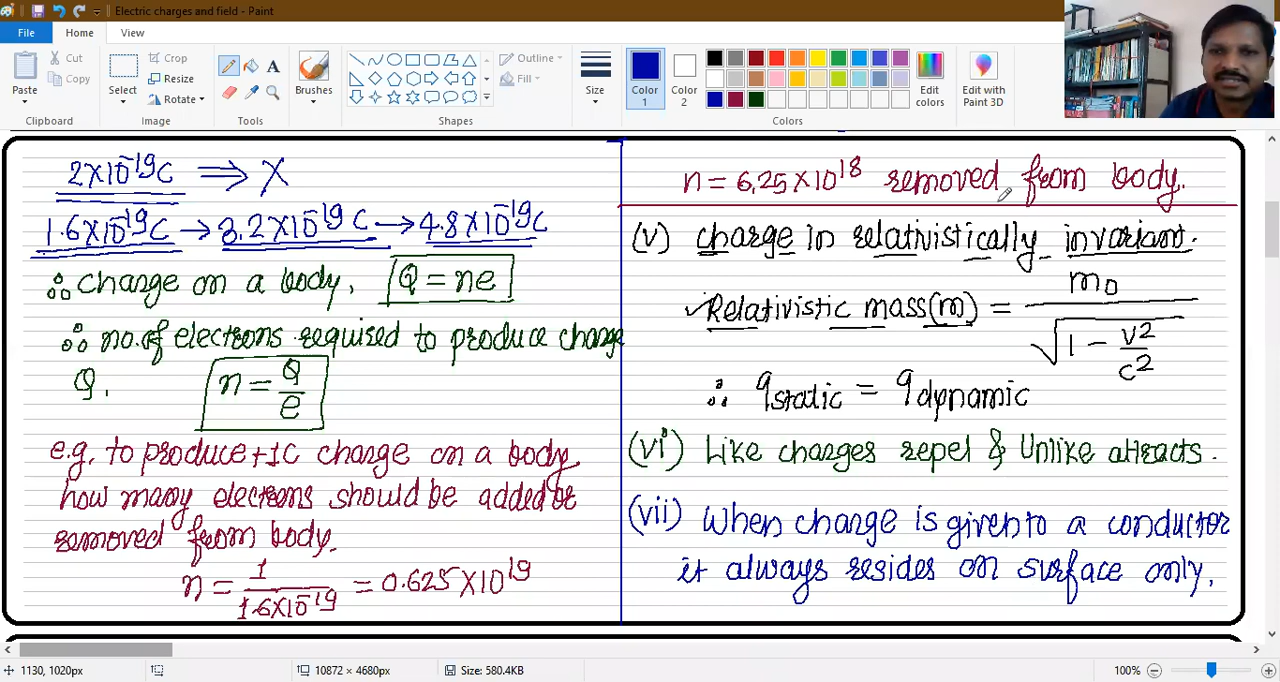 Electric charges and field - Paint
File Home View
Cut
Copy
Paste
Clipboard
Crop
Resize
Rotate
Select
Image
Tools
Brushes
Shapes
Outline
Fill
Size
Color 1
Color 2
Edit colors
Edit with Paint 3D
Colors
2×10⁻¹⁹C ⟹ X
1.6×10⁻¹⁹C → 3.2×10⁻¹⁹C → 4.8×10⁻¹⁹C
∴ charge on a body, Q = ne
∴ no. of electrons required to produce charge
Q, n = Q/e
e.g. to produce +1C charge on a body
how many electrons should be added or
removed from body.
n = 1/1.6×10⁻¹⁹ = 0.625×10¹⁹
n = 6.25×10¹⁸ removed from body.
(v) charge in relativistically invariant.
Relativistic mass(m) = m₀/√(1 − v²/c²)
∴ qstatic = qdynamic
(vi) Like charges repel & Unlike attracts.
(vii) When charge is given to a conductor
it always resides on surface only.
1130, 1020px
10872 × 4680px
Size: 580.4KB
100%